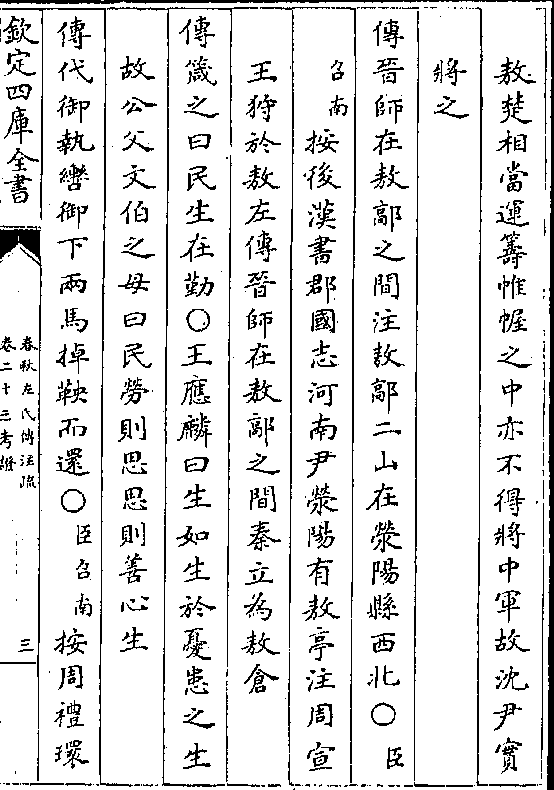 敖楚相當運籌帷幄之中亦不得將中軍故沈尹實
將之
傳晉師在敖鄗之間注敖鄗二山在滎陽縣西北〇臣
召南按後漢書郡國志河南尹滎陽有敖亭注周宣
王狩於敖左傳晉師在敖鄗之間秦立為敖倉
傳箴之曰民生在勤〇王應麟曰生如生於憂患之生
故公父文伯之母曰民勞則思思則善心生
傳代御執轡御下兩馬掉鞅而還〇臣召南按周禮環
欽定四庫全書
春秋左氏傳注疏
卷二十三考證
三